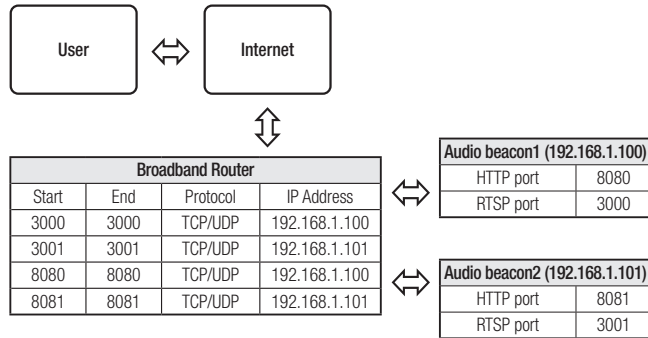 User
Internet
Broadband Router
Start End Protocol IP Address
3000 3000 TCP/UDP 192.168.1.100
3001 3001 TCP/UDP 192.168.1.101
8080 8080 TCP/UDP 192.168.1.100
8081 8081 TCP/UDP 192.168.1.101
Audio beacon1 (192.168.1.100)
HTTP port 8080
RTSP port 3000
Audio beacon2 (192.168.1.101)
HTTP port 8081
RTSP port 3001